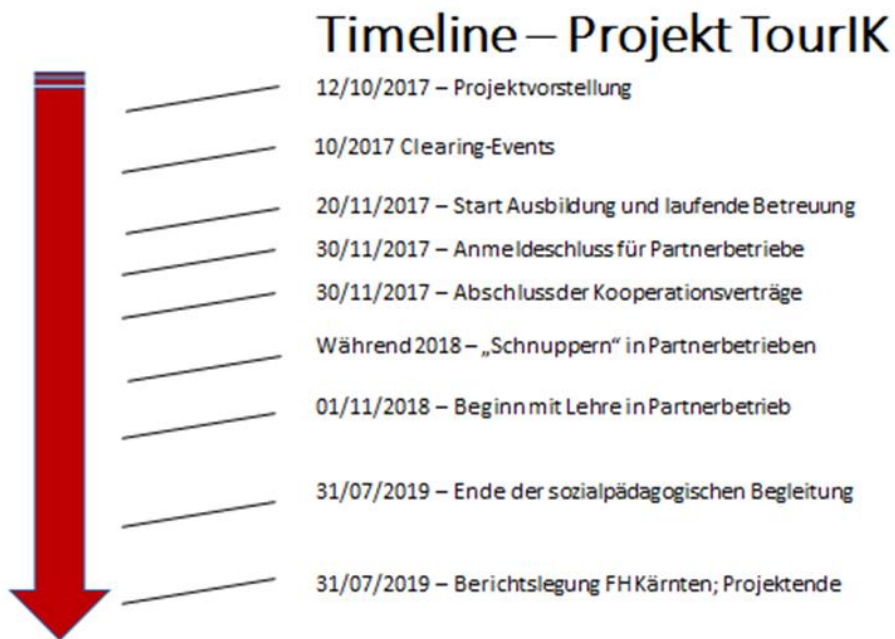 Timeline – Projekt TourIK
12/10/2017 – Projektvorstellung
10/2017 Clearing-Events
20/11/2017 – Start Ausbildung und laufende Betreuung
30/11/2017 – Anmeldeschluss für Partnerbetriebe
30/11/2017 – Abschluss der Kooperationsverträge
Während 2018 – „Schnuppern“ in Partnerbetrieben
01/11/2018 – Beginn mit Lehre in Partnerbetrieb
31/07/2019 – Ende der sozialpädagogischen Begleitung
31/07/2019 – Berichtslegung FH Kärnten; Projektende